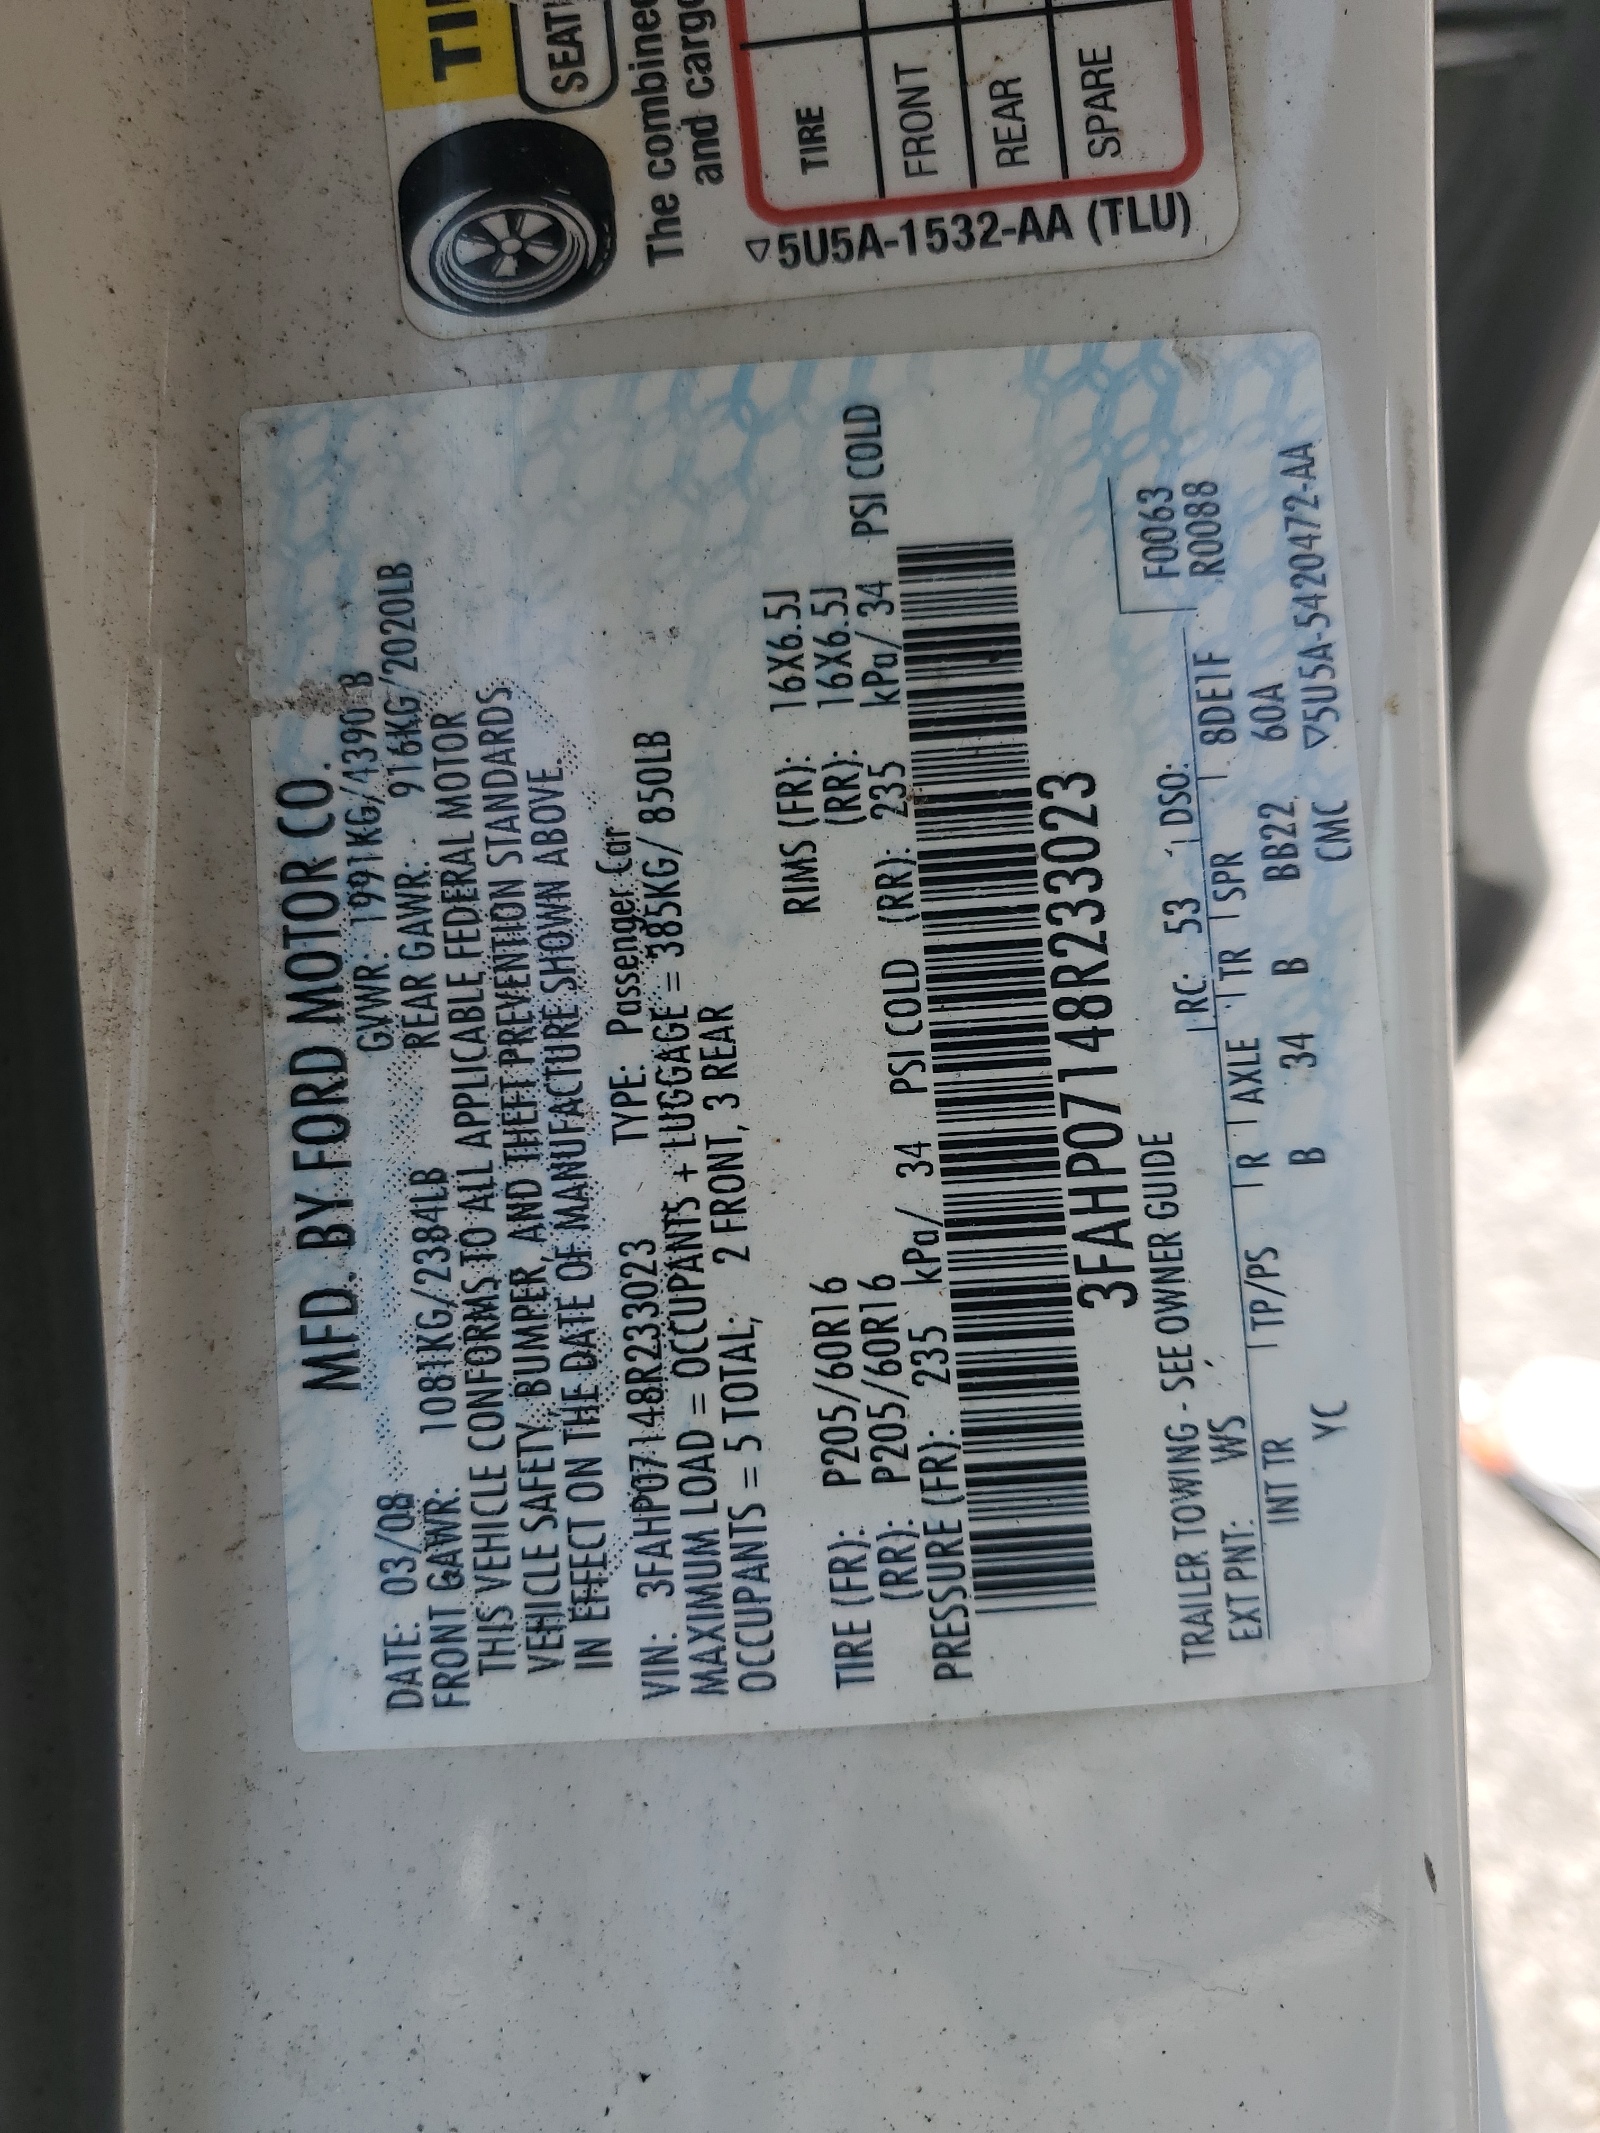 MFD. BY FORD MOTOR CO.
DATE: 03/08 GVWR: 1991KG/4390 B
FRONT GAWR: 1081KG/2384LB REAR GAWR: 916KG/2020LB
THIS VEHICLE CONFORMS TO ALL APPLICABLE FEDERAL MOTOR
VEHICLE SAFETY, BUMPER, AND THEFT PREVENTION STANDARDS
IN EFFECT ON THE DATE OF MANUFACTURE SHOWN ABOVE.
VIN: 3FAHP07148R233023 TYPE: Passenger Car
MAXIMUM LOAD = OCCUPANTS + LUGGAGE = 385KG/ 850LB
OCCUPANTS = 5 TOTAL; 2 FRONT, 3 REAR
TIRE (FR): P205/60R16 RIMS (FR): 16X6.5J
(RR): P205/60R16 (RR): 16X6.5J
PRESSURE (FR): 235 kPa/ 34 PSI COLD (RR): 235 kPa/ 34 PSI COLD
3FAHP07148R233023
TRAILER TOWING - SEE OWNER GUIDE
F0063
R0088
EXT PNT: WS RC: 53 DSO:
INT TR TP/PS R AXLE TR SPR 8DE1F
YC B 34 B BB22 60A
CMC ▽5U5A-5420472-AA
TI
SEATI
The combined
and cargo
TIRE
FRONT
REAR
SPARE
▽5U5A-1532-AA (TLU)